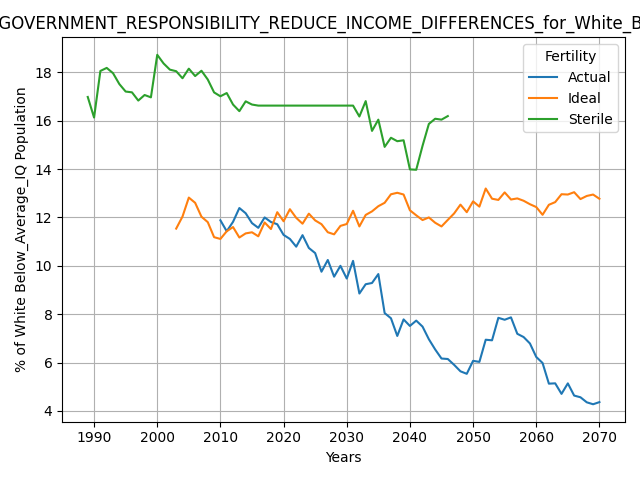 GOVERNMENT_RESPONSIBILITY_REDUCE_INCOME_DIFFERENCES_for_White_B
Fertility
Actual
Ideal
Sterile
% of White Below_Average_IQ Population
18
16
14
12
10
8
6
4
1990 2000 2010 2020 2030 2040 2050 2060 2070
Years